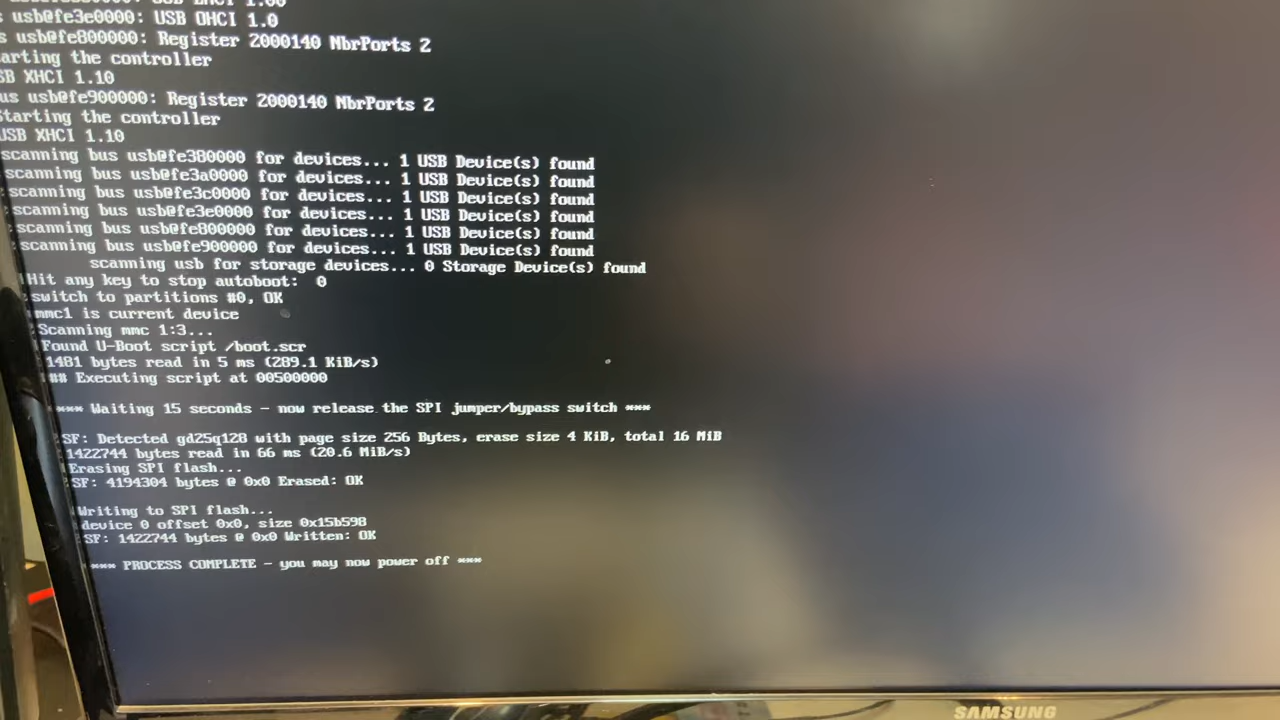 usb@fe3e0000: USB OHCI 1.0
usb@fe800000: Register 2000140 NbrPorts 2
arting the controller
SB XHCI 1.10
us usb@fe900000: Register 2000140 NbrPorts 2
Starting the controller
USB XHCI 1.10
scanning bus usb@fe380000 for devices... 1 USB Device(s) found
scanning bus usb@fe3a0000 for devices... 1 USB Device(s) found
scanning bus usb@fe3c0000 for devices... 1 USB Device(s) found
scanning bus usb@fe3e0000 for devices... 1 USB Device(s) found
scanning bus usb@fe800000 for devices... 1 USB Device(s) found
scanning bus usb@fe900000 for devices... 1 USB Device(s) found
scanning usb for storage devices... 0 Storage Device(s) found
Hit any key to stop autoboot: 0
switch to partitions #0, OK
mmc1 is current device
Scanning mmc 1:3...
Found U-Boot script /boot.scr
1481 bytes read in 5 ms (289.1 KiB/s)
## Executing script at 00500000
*** Waiting 15 seconds - now release the SPI jumper/bypass switch ***
SF: Detected gd25q128 with page size 256 Bytes, erase size 4 KiB, total 16 MiB
1422744 bytes read in 66 ms (20.6 MiB/s)
Erasing SPI flash...
SF: 4194304 bytes @ 0x0 Erased: OK
Writing to SPI flash...
device 0 offset 0x0, size 0x15b598
SF: 1422744 bytes @ 0x0 Written: OK
*** PROCESS COMPLETE - you may now power off ***
SAMSUNG